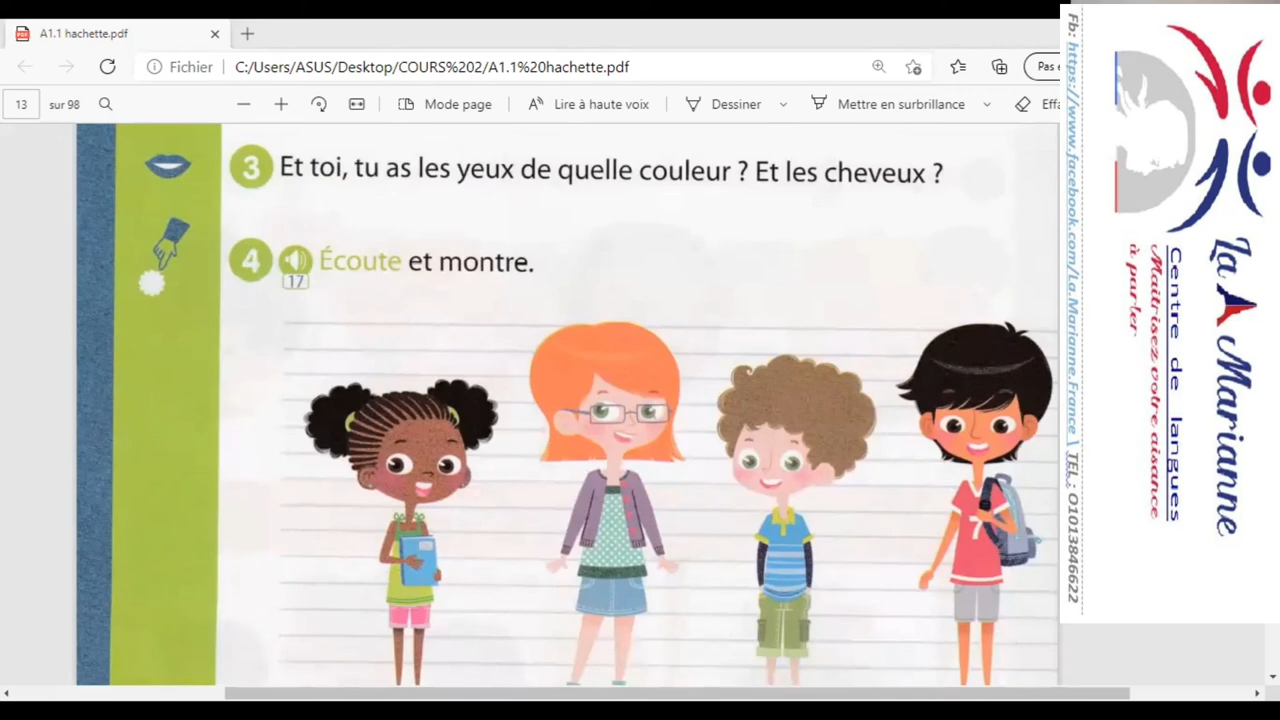 A1.1 hachette.pdf
Fichier C:/Users/ASUS/Desktop/COURS%202/A1.1%20hachette.pdf
13 sur 98 Mode page Lire à haute voix Dessiner Mettre en surbrillance
3 Et toi, tu as les yeux de quelle couleur ? Et les cheveux ?
4 Écoute et montre.
17
7
La Marianne
Centre de langues
Maîtrisez votre aisance
à parler
Fb: https://www.facebook.com/La.Marianne.France \ TEL.: 01013846622